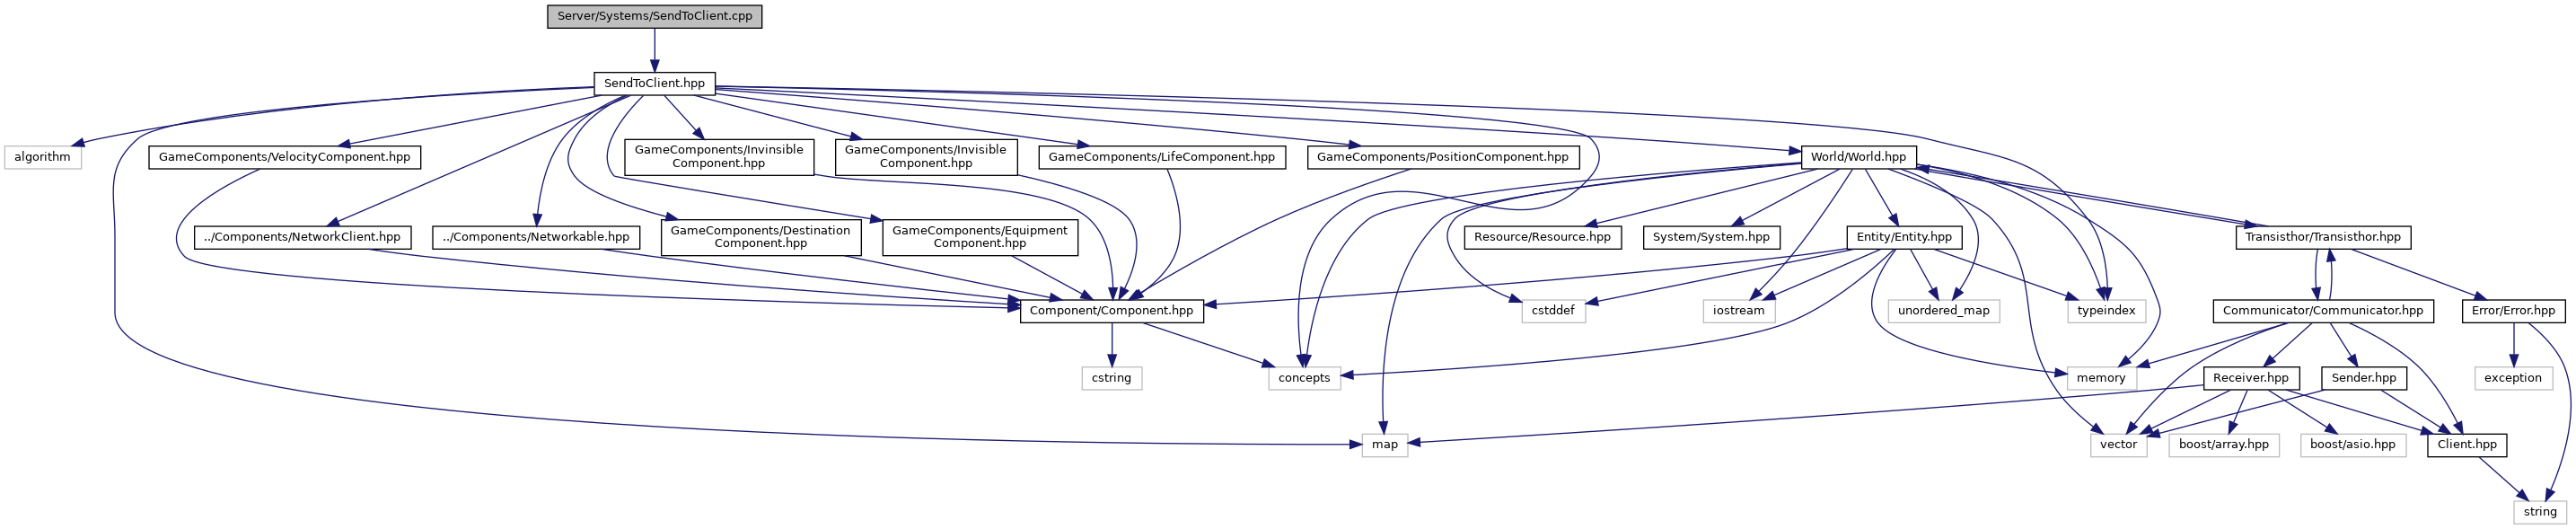 Server/Systems/SendToClient.cpp
SendToClient.hpp
algorithm
GameComponents/VelocityComponent.hpp
GameComponents/Invinsible
Component.hpp
GameComponents/Invisible
Component.hpp
GameComponents/LifeComponent.hpp
GameComponents/PositionComponent.hpp
World/World.hpp
../Components/NetworkClient.hpp
../Components/Networkable.hpp
GameComponents/Destination
Component.hpp
GameComponents/Equipment
Component.hpp
Resource/Resource.hpp
System/System.hpp
Entity/Entity.hpp
Transisthor/Transisthor.hpp
Component/Component.hpp
cstddef
iostream
unordered_map
typeindex
Communicator/Communicator.hpp
Error/Error.hpp
cstring
concepts
memory
Receiver.hpp
Sender.hpp
exception
map
vector
boost/array.hpp
boost/asio.hpp
Client.hpp
string